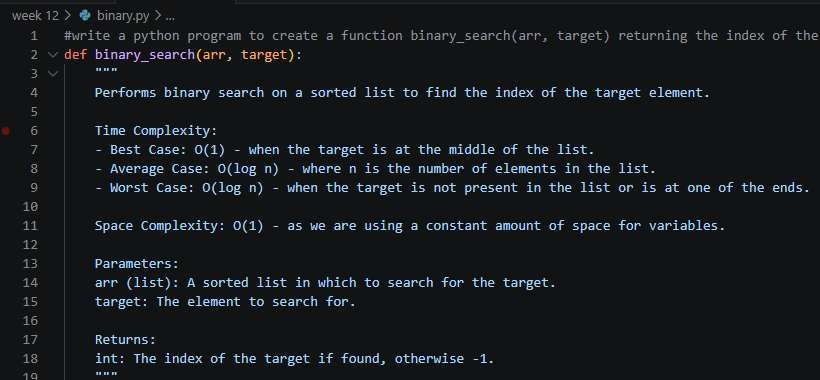 week 12 > binary.py > ...
1 #write a python program to create a function binary_search(arr, target) returning the index of the
2 def binary_search(arr, target):
3 """
4 Performs binary search on a sorted list to find the index of the target element.
5
6 Time Complexity:
7 - Best Case: O(1) - when the target is at the middle of the list.
8 - Average Case: O(log n) - where n is the number of elements in the list.
9 - Worst Case: O(log n) - when the target is not present in the list or is at one of the ends.
10
11 Space Complexity: O(1) - as we are using a constant amount of space for variables.
12
13 Parameters:
14 arr (list): A sorted list in which to search for the target.
15 target: The element to search for.
16
17 Returns:
18 int: The index of the target if found, otherwise -1.
19 """